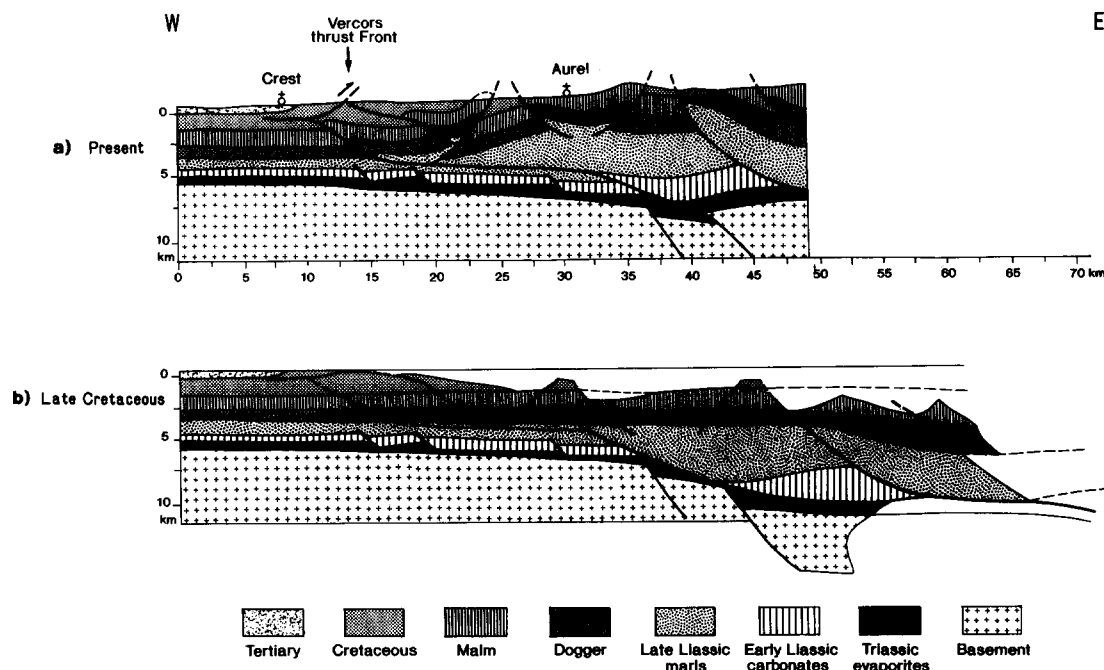 W
E
Vercors
thrust Front
Crest
Aurel
0
a) Present
5
10
km
0 5 10 15 20 25 30 35 40 45 50 55 60 65 70 km
0
b) Late Cretaceous
5
10
km
Tertiary Cretaceous Malm Dogger Late Liassic marls Early Liassic carbonates Triassic evaporites Basement